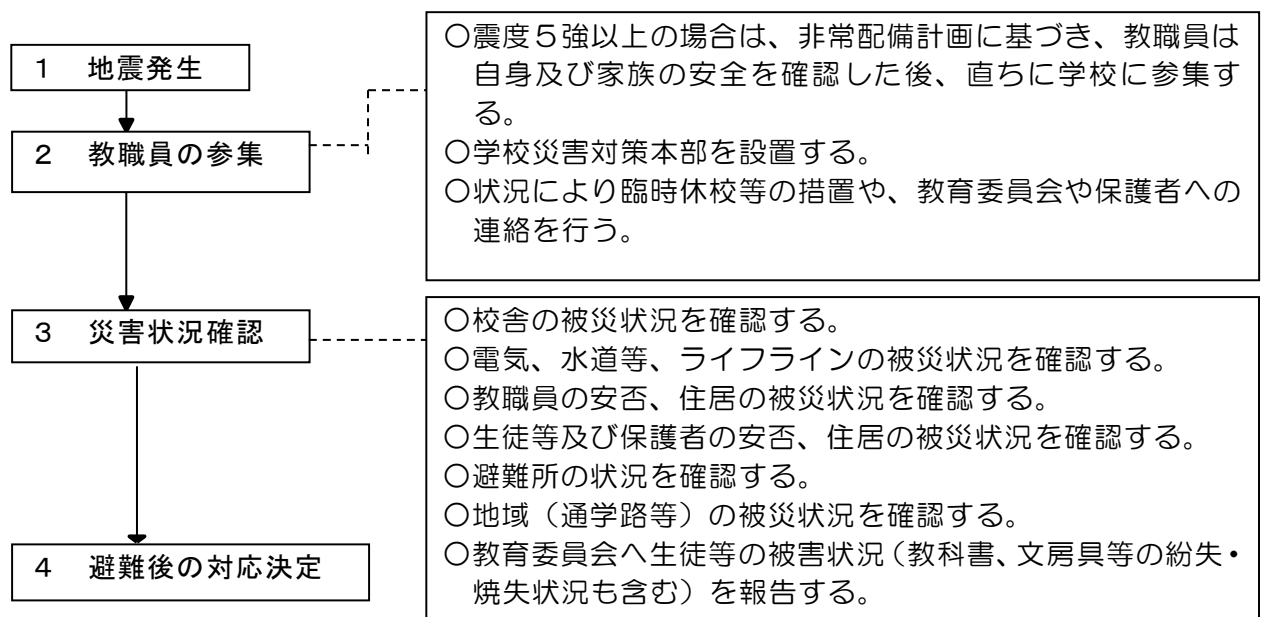 1 地震発生
2 教職員の参集
○震度5強以上の場合は、非常配備計画に基づき、教職員は
自身及び家族の安全を確認した後、直ちに学校に参集す
る。
○学校災害対策本部を設置する。
○状況により臨時休校等の措置や、教育委員会や保護者への
連絡を行う。
3 災害状況確認
○校舎の被災状況を確認する。
○電気、水道等、ライフラインの被災状況を確認する。
○教職員の安否、住居の被災状況を確認する。
○生徒等及び保護者の安否、住居の被災状況を確認する。
○避難所の状況を確認する。
○地域(通学路等)の被災状況を確認する。
○教育委員会へ生徒等の被害状況(教科書、文房具等の紛失・
焼失状況も含む)を報告する。
4 避難後の対応決定